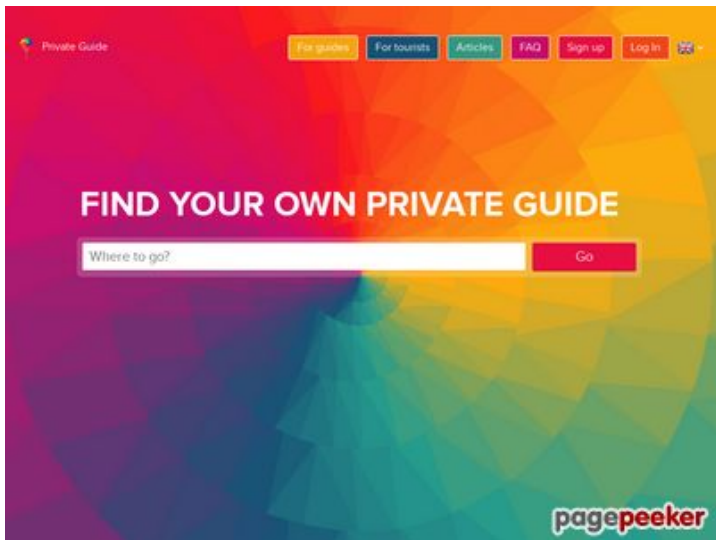 Private Guide
For guides
For tourists
Articles
FAQ
Sign up
Log In
FIND YOUR OWN PRIVATE GUIDE
Where to go?
Go
pagepeeker